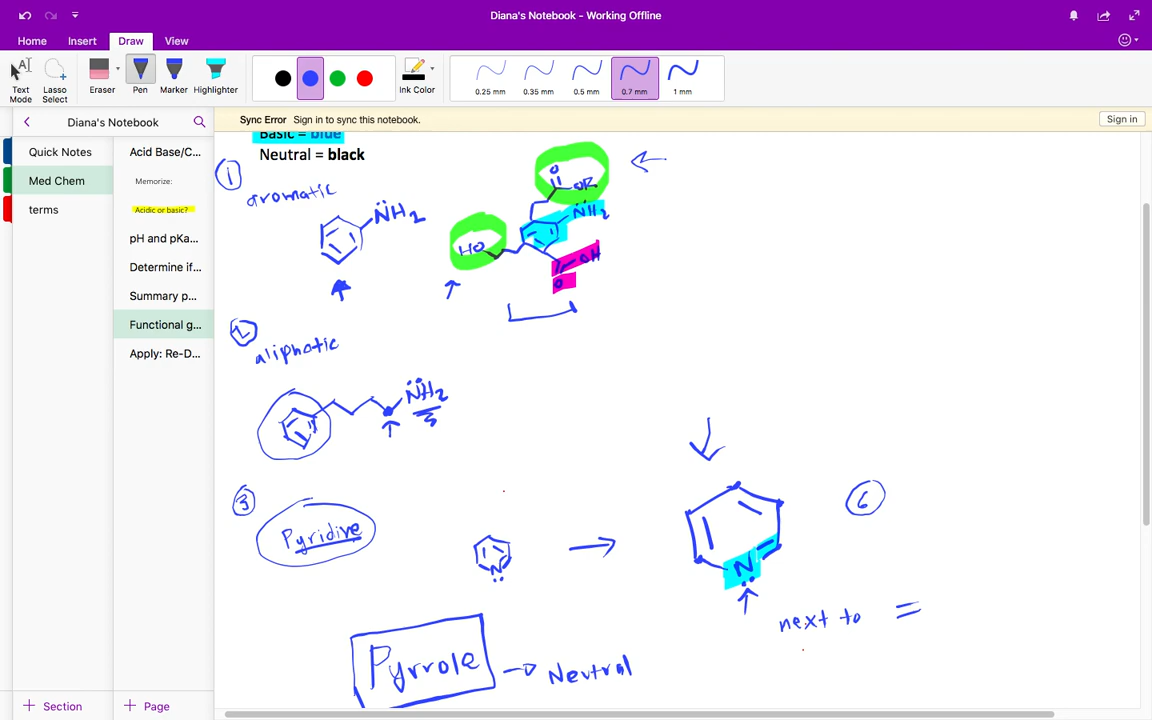 Diana's Notebook - Working Offline
Home Insert Draw View
Text Mode
Lasso Select
Eraser
Pen
Marker
Highlighter
Ink Color
0.25 mm
0.35 mm
0.5 mm
0.7 mm
1 mm
Sync Error Sign in to sync this notebook.
Sign in
Diana's Notebook
Quick Notes
Med Chem
terms
Acid Base/C...
Memorize:
Acidic or basic?
pH and pKa...
Determine if...
Summary p...
Functional g...
Apply: Re-D...
+ Section
+ Page
Basic = blue
Neutral = black
1
aromatic
NH2
O
OR
NH2
HO
OH
O
2
aliphatic
NH2
3
Pyridine
N
N
6
next to =
Pyrrole → Neutral